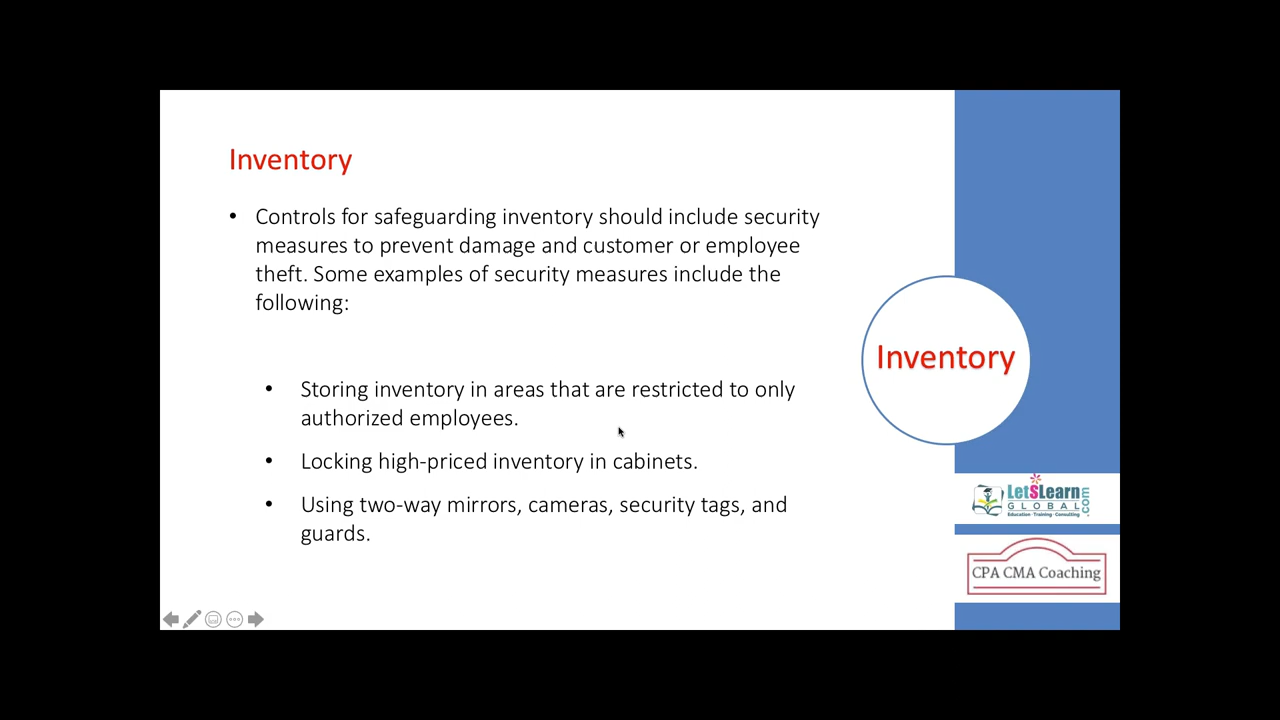 Inventory
• Controls for safeguarding inventory should include security
measures to prevent damage and customer or employee
theft. Some examples of security measures include the
following:
• Storing inventory in areas that are restricted to only
authorized employees.
• Locking high-priced inventory in cabinets.
• Using two-way mirrors, cameras, security tags, and
guards.
Inventory
LetSLearn
GLOBAL
.com
Education · Training · Consulting
CPA CMA Coaching